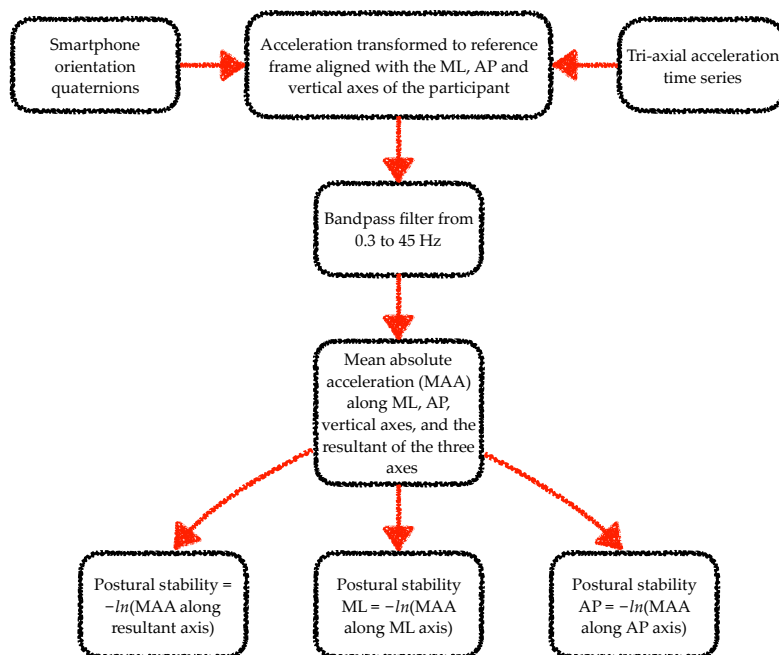 Smartphone
orientation
quaternions
Acceleration transformed to reference
frame aligned with the ML, AP and
vertical axes of the participant
Tri-axial acceleration
time series
Bandpass filter from
0.3 to 45 Hz
Mean absolute
acceleration (MAA)
along ML, AP,
vertical axes, and the
resultant of the three
axes
Postural stability =
−ln(MAA along
resultant axis)
Postural stability
ML = −ln(MAA
along ML axis)
Postural stability
AP = −ln(MAA
along AP axis)